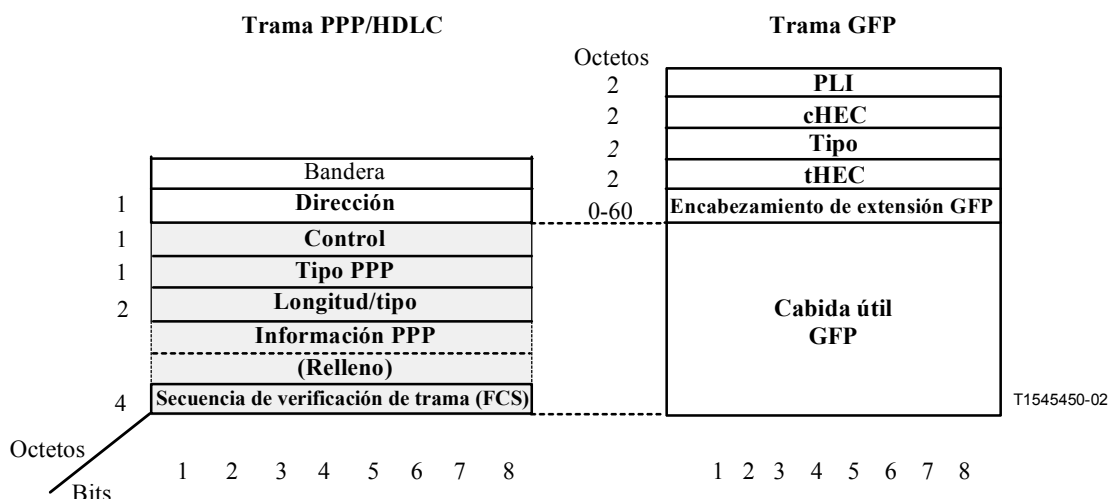 Trama PPP/HDLC
Trama GFP
Octetos
2 PLI
2 cHEC
2 Tipo
2 tHEC
0-60 Encabezamiento de extensión GFP
Cabida útil
GFP
Bandera
1 Dirección
1 Control
1 Tipo PPP
2 Longitud/tipo
Información PPP
(Relleno)
4 Secuencia de verificación de trama (FCS)
T1545450-02
Octetos
Bits
1 2 3 4 5 6 7 8
1 2 3 4 5 6 7 8